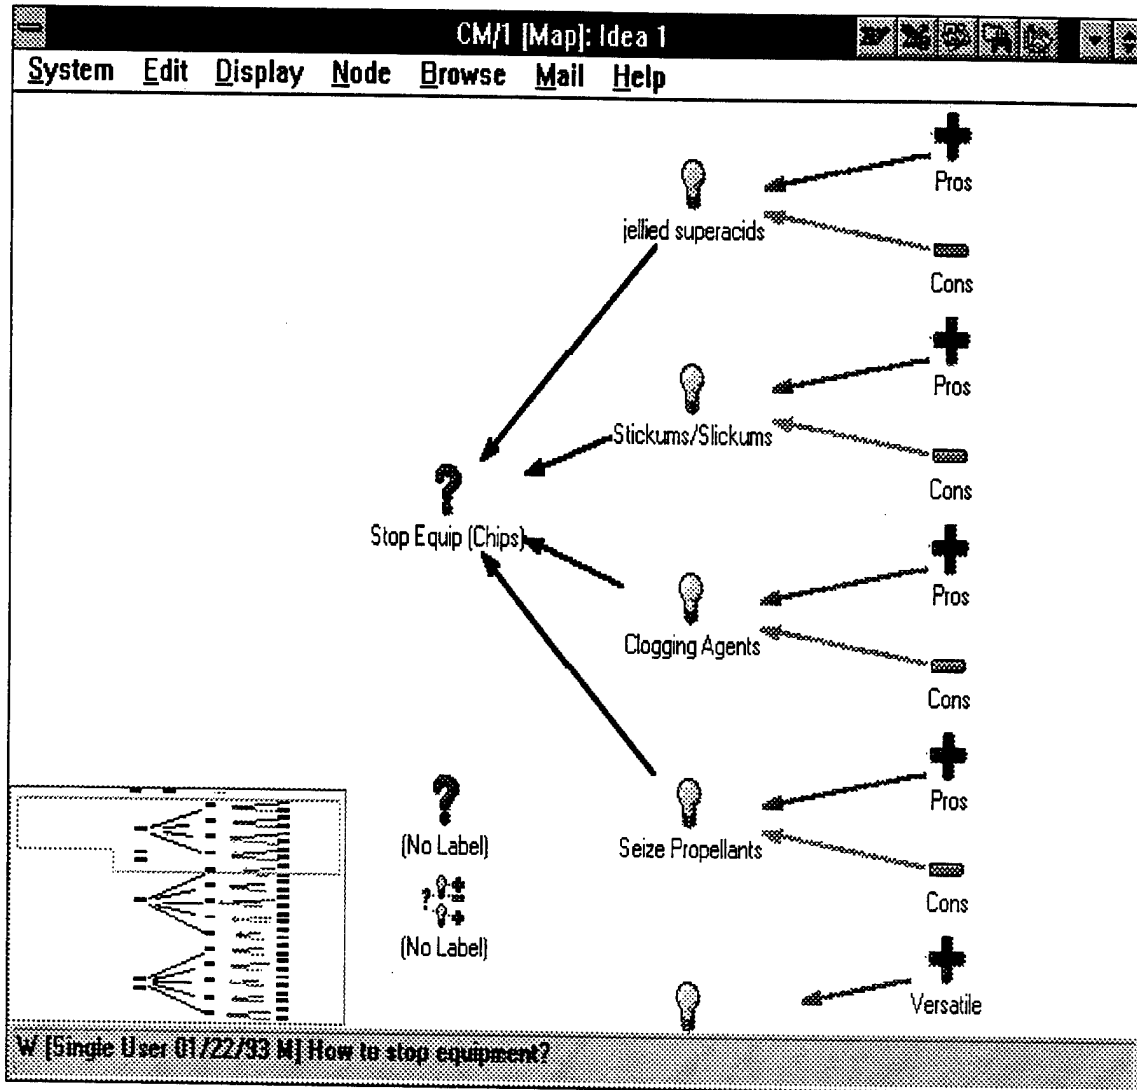 CM/1 [Map]: Idea 1
System Edit Display Node Browse Mail Help
Pros
jellied superacids
Cons
Pros
Stickums/Slickums
Cons
Stop Equip (Chips)
Pros
Clogging Agents
Cons
Pros
(No Label)
Seize Propellants
Cons
(No Label)
Versatile
W [Single User 01/22/93 M] How to stop equipment?